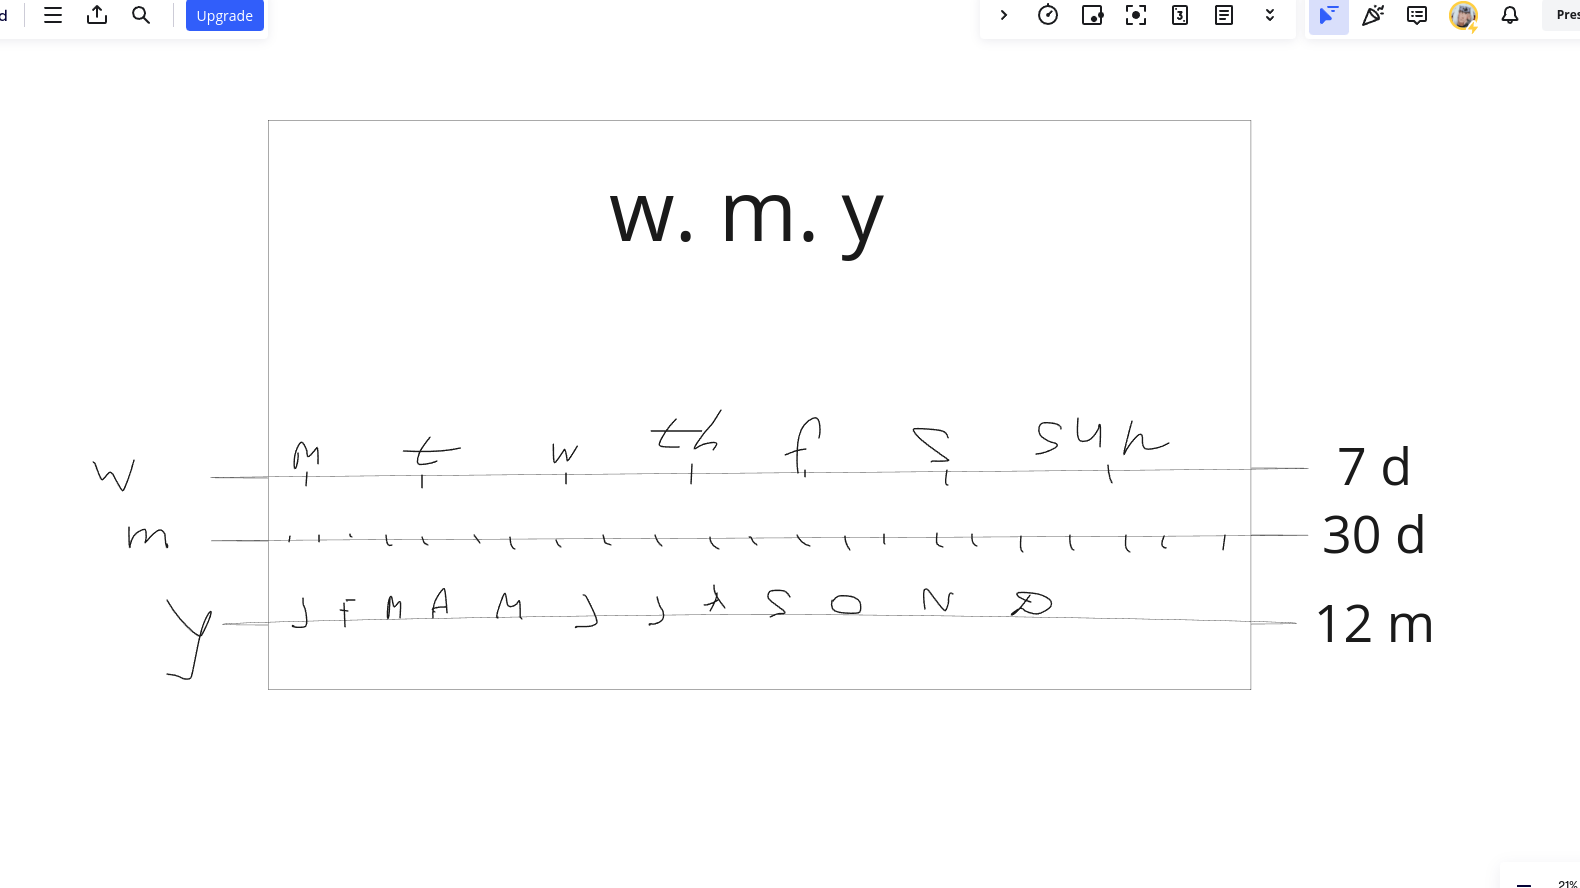 d
Upgrade
3
Pres
w. m. y
m t w th f s sun
w 7 d
m 30 d
J F M A M J J A S O N D
y 12 m
21%